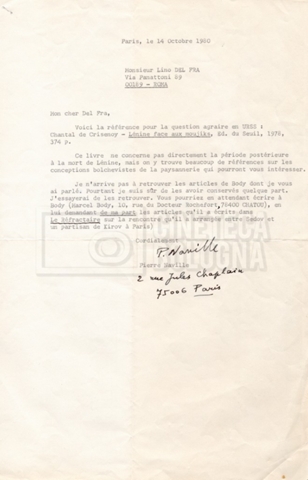 Paris, le 14 Octobre 1980
Monsieur Lino DEL FRA
Via Panattoni 69
00189 - ROMA
Mon cher Del Fra,
Voici la référence pour la question agraire en URSS :
Chantal de Crisenoy - Lénine face aux moujiks, Ed. du Seuil, 1978,
374 p.
Ce livre ne concerne pas directement la période postérieure
à la mort de Lénine, mais on y trouve beaucoup de références sur les
conceptions bolcheristes de la paysannerie qui pourront vous intéresser.
Je n'arrive pas à retrouver les articles de Body dont je vous
ai parlé. Pourtant je suis sûr de les avoir conservés quelque part.
J'essayerai de les retrouver. Vous pourriez en attendant écrire à
Body (Marcel Body, 10, rue du Docteur Rochefort, 78400 CHATOU), en
lui demandant de ma part les articles qu'il a écrits dans
Le Réfractaire sur la rencontre qu'il a arrangée entre Sedov et
un partisan de Kirov à Paris)
Cordialement,
P. Naville
Pierre Naville
2 rue Jules Chaplain
75006 Paris